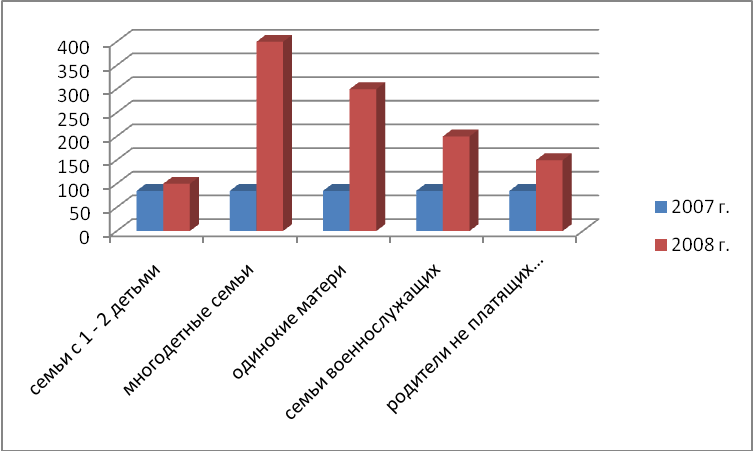 400
350
300
250
200
150
100
50
0
семьи с 1 - 2 детьми
многодетные семьи
одинокие матери
семьи военнослужащих
родители не платящих...
2007 г.
2008 г.